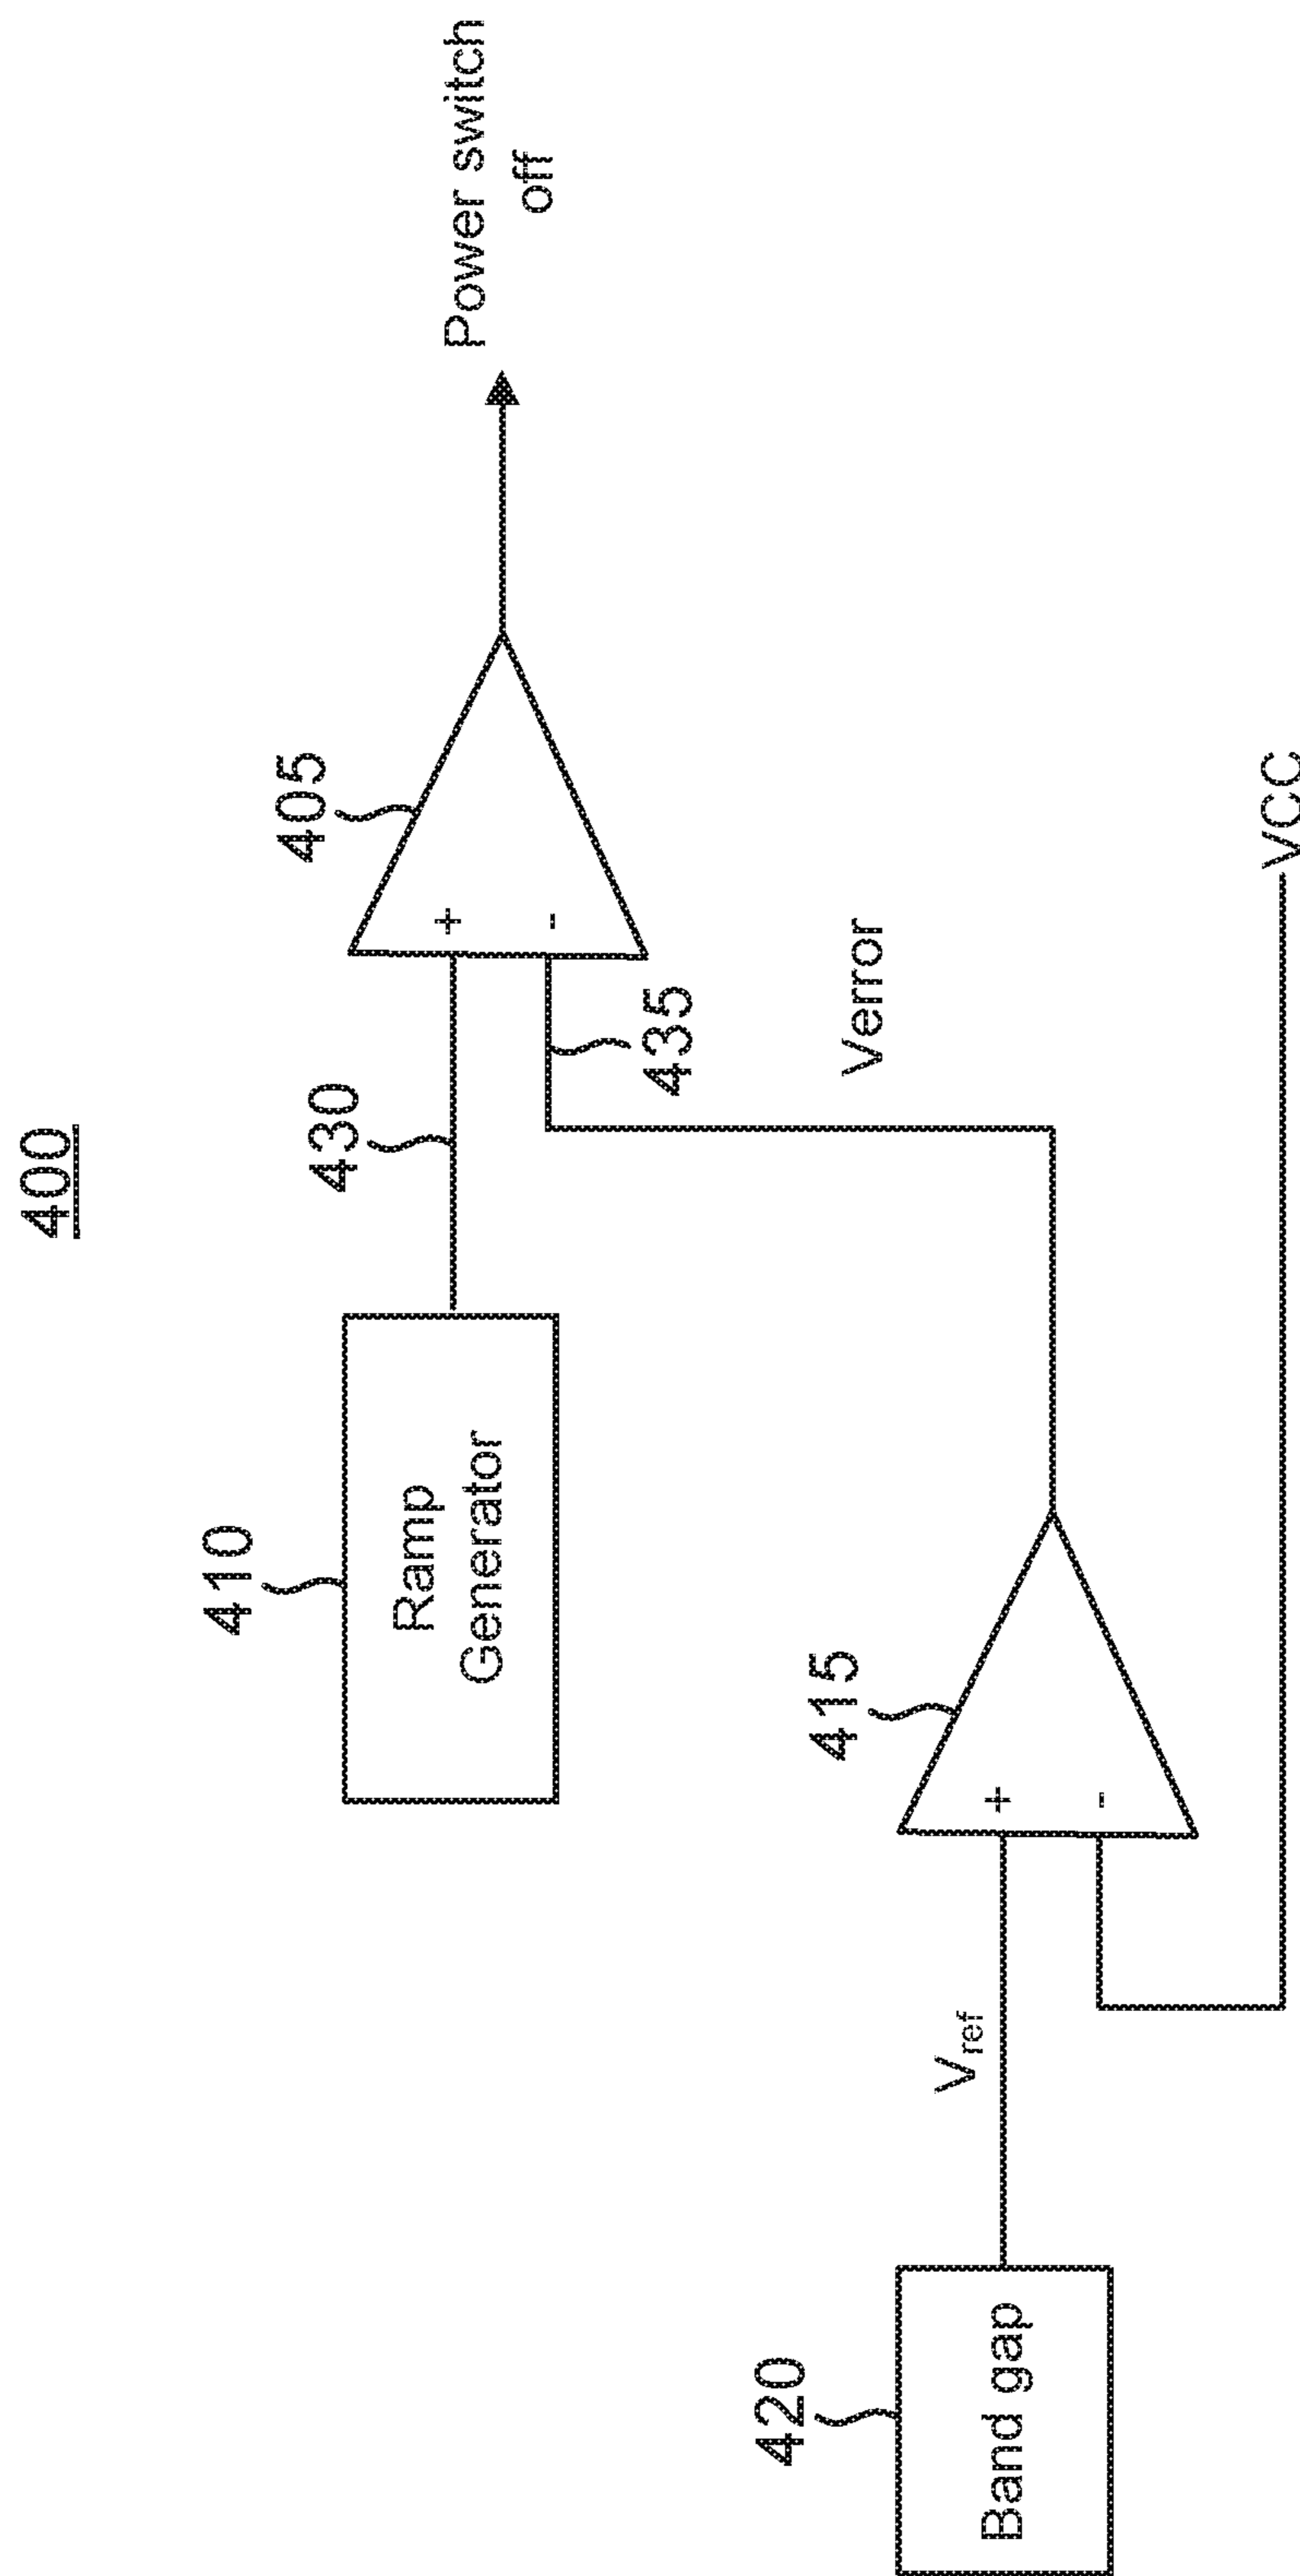 400
405
Power switch
off
430
+
-
435
410
Ramp
Generator
Verror
415
+
-
420
Band gap
Vref
VCC